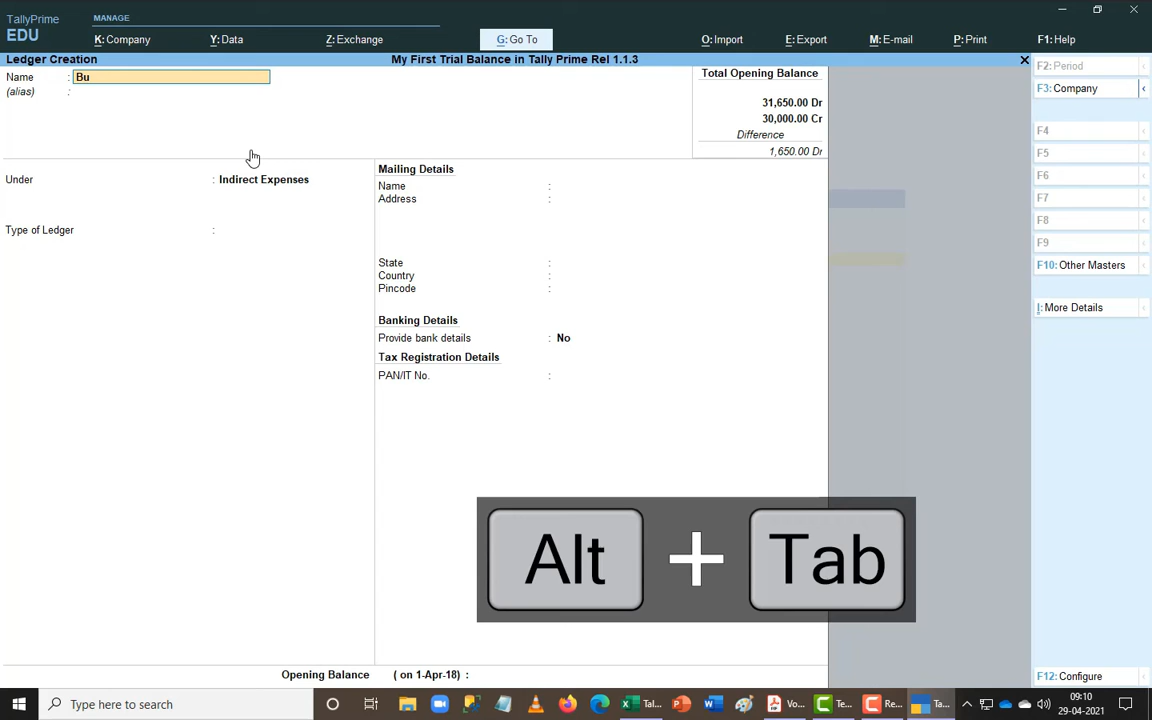 TallyPrime
EDU
MANAGE
K: Company
Y: Data
Z: Exchange
G: Go To
O: Import
E: Export
M: E-mail
P: Print
F1: Help
Ledger Creation
My First Trial Balance in Tally Prime Rel 1.1.3
Name : Bu
(alias) :
Total Opening Balance
31,650.00 Dr
30,000.00 Cr
Difference
1,650.00 Dr
Under : Indirect Expenses
Type of Ledger :
Mailing Details
Name :
Address :
State :
Country :
Pincode :
Banking Details
Provide bank details : No
Tax Registration Details
PAN/IT No. :
Opening Balance ( on 1-Apr-18) :
F2: Period
F3: Company
F4
F5
F6
F7
F8
F9
F10: Other Masters
I: More Details
F12: Configure
Alt + Tab
Type here to search
Tal...
Vo...
Te...
Re...
Ta...
09:10
29-04-2021